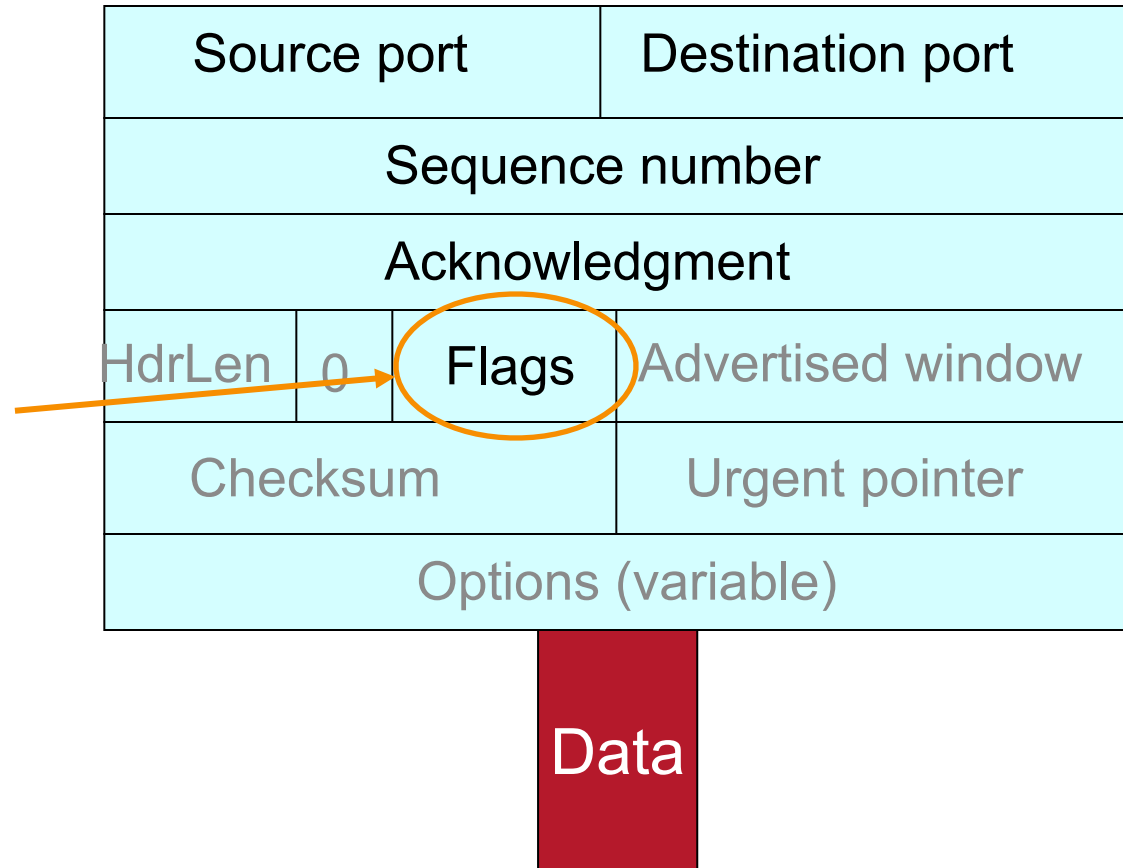 Source port Destination port
Sequence number
Acknowledgment
HdrLen 0 Flags Advertised window
Checksum Urgent pointer
Options (variable)
Data